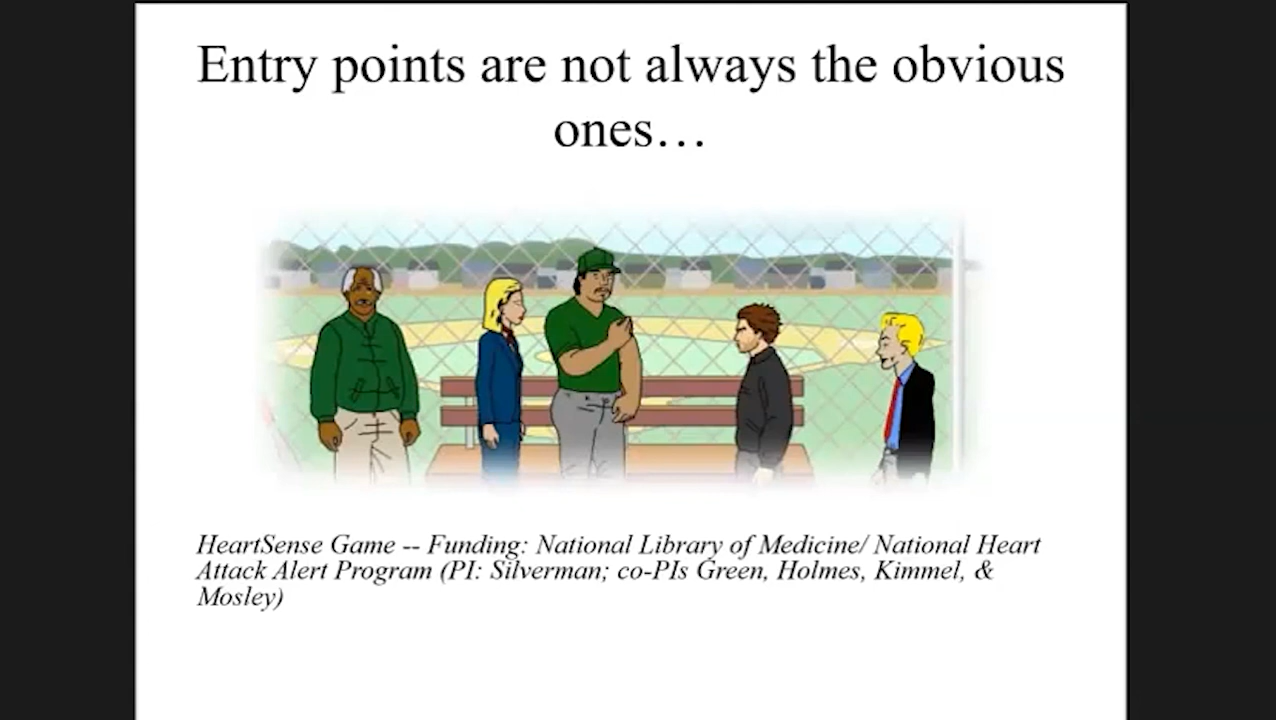 Entry points are not always the obvious
ones…
HeartSense Game -- Funding: National Library of Medicine/ National Heart
Attack Alert Program (PI: Silverman; co-PIs Green, Holmes, Kimmel, &
Mosley)